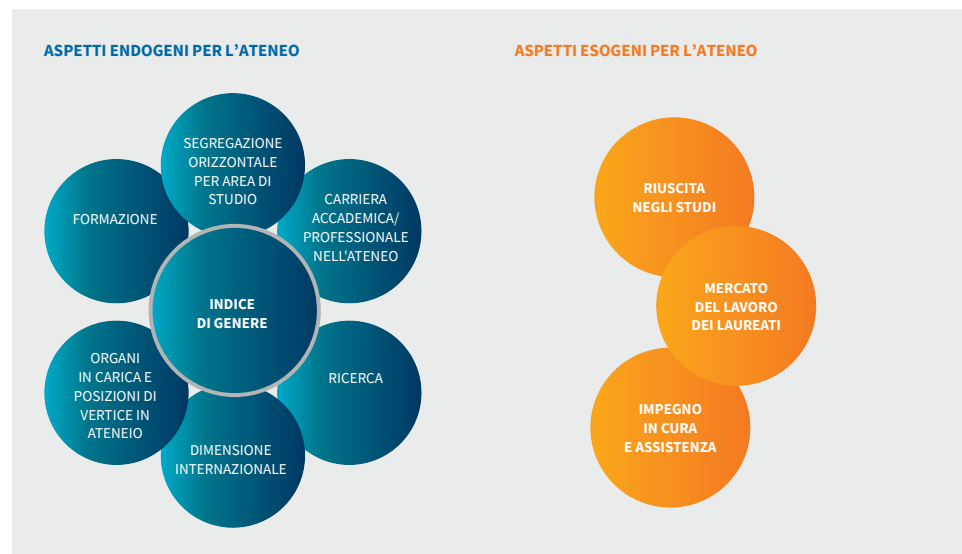 ASPETTI ENDOGENI PER L'ATENEO
SEGREGAZIONE
ORIZZONTALE
PER AREA DI
STUDIO
FORMAZIONE
CARRIERA
ACCADEMICA/
PROFESSIONALE
NELL'ATENEO
INDICE
DI GENERE
ORGANI
IN CARICA E
POSIZIONI DI
VERTICE IN
ATENEIO
RICERCA
DIMENSIONE
INTERNAZIONALE
ASPETTI ESOGENI PER L'ATENEO
RIUSCITA
NEGLI STUDI
MERCATO
DEL LAVORO
DEI LAUREATI
IMPEGNO
IN CURA
E ASSISTENZA